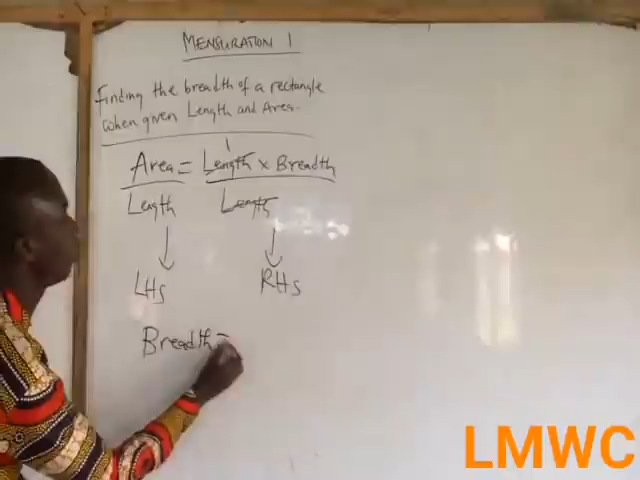 MENSURATION 1
Finding the breadth of a rectangle
when given Length and Area.
1
Area = Length × Breadth
Length Length
LHS RHS
Breadth =
LMWC